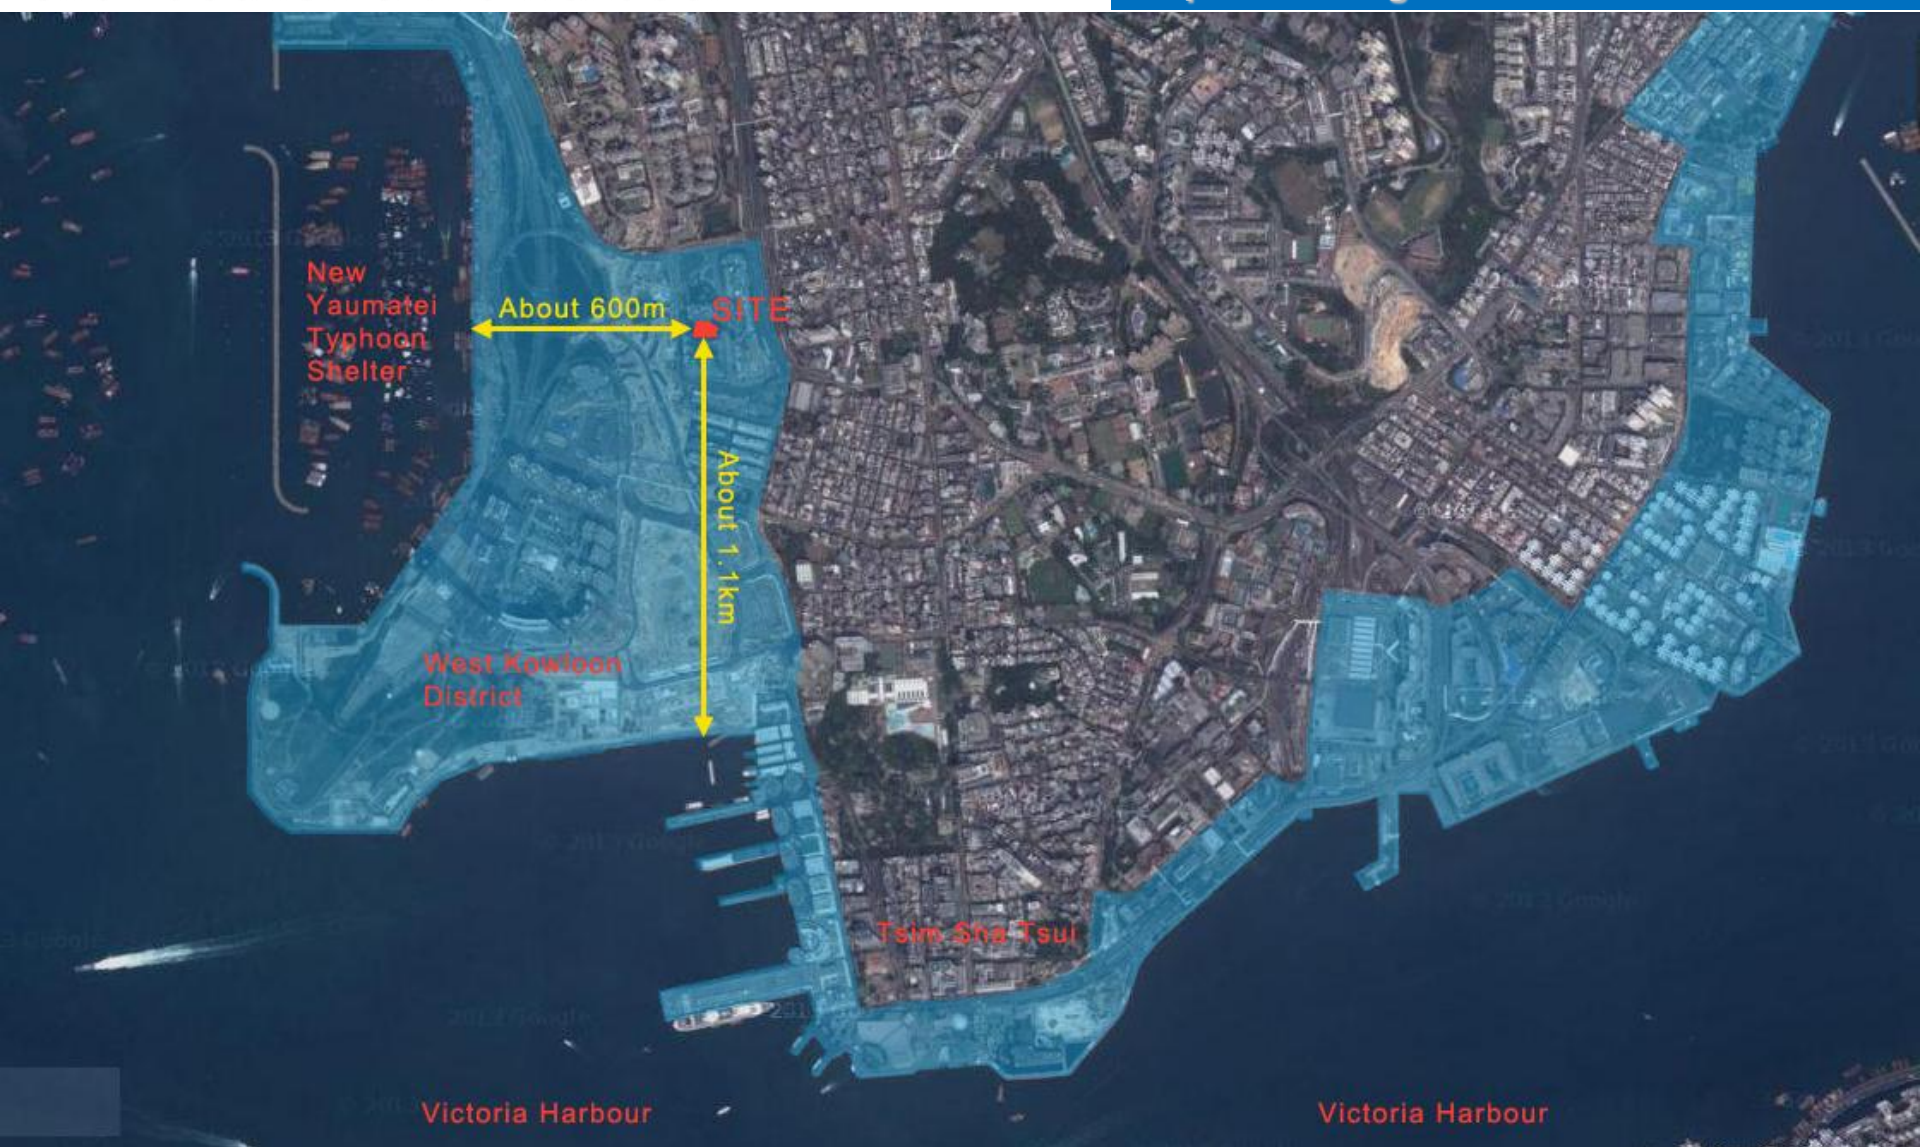 New
Yaumatei
Typhoon
Shelter
About 600m
SITE
About 1.1km
West Kowloon
District
Tsim Sha Tsui
Victoria Harbour
Victoria Harbour